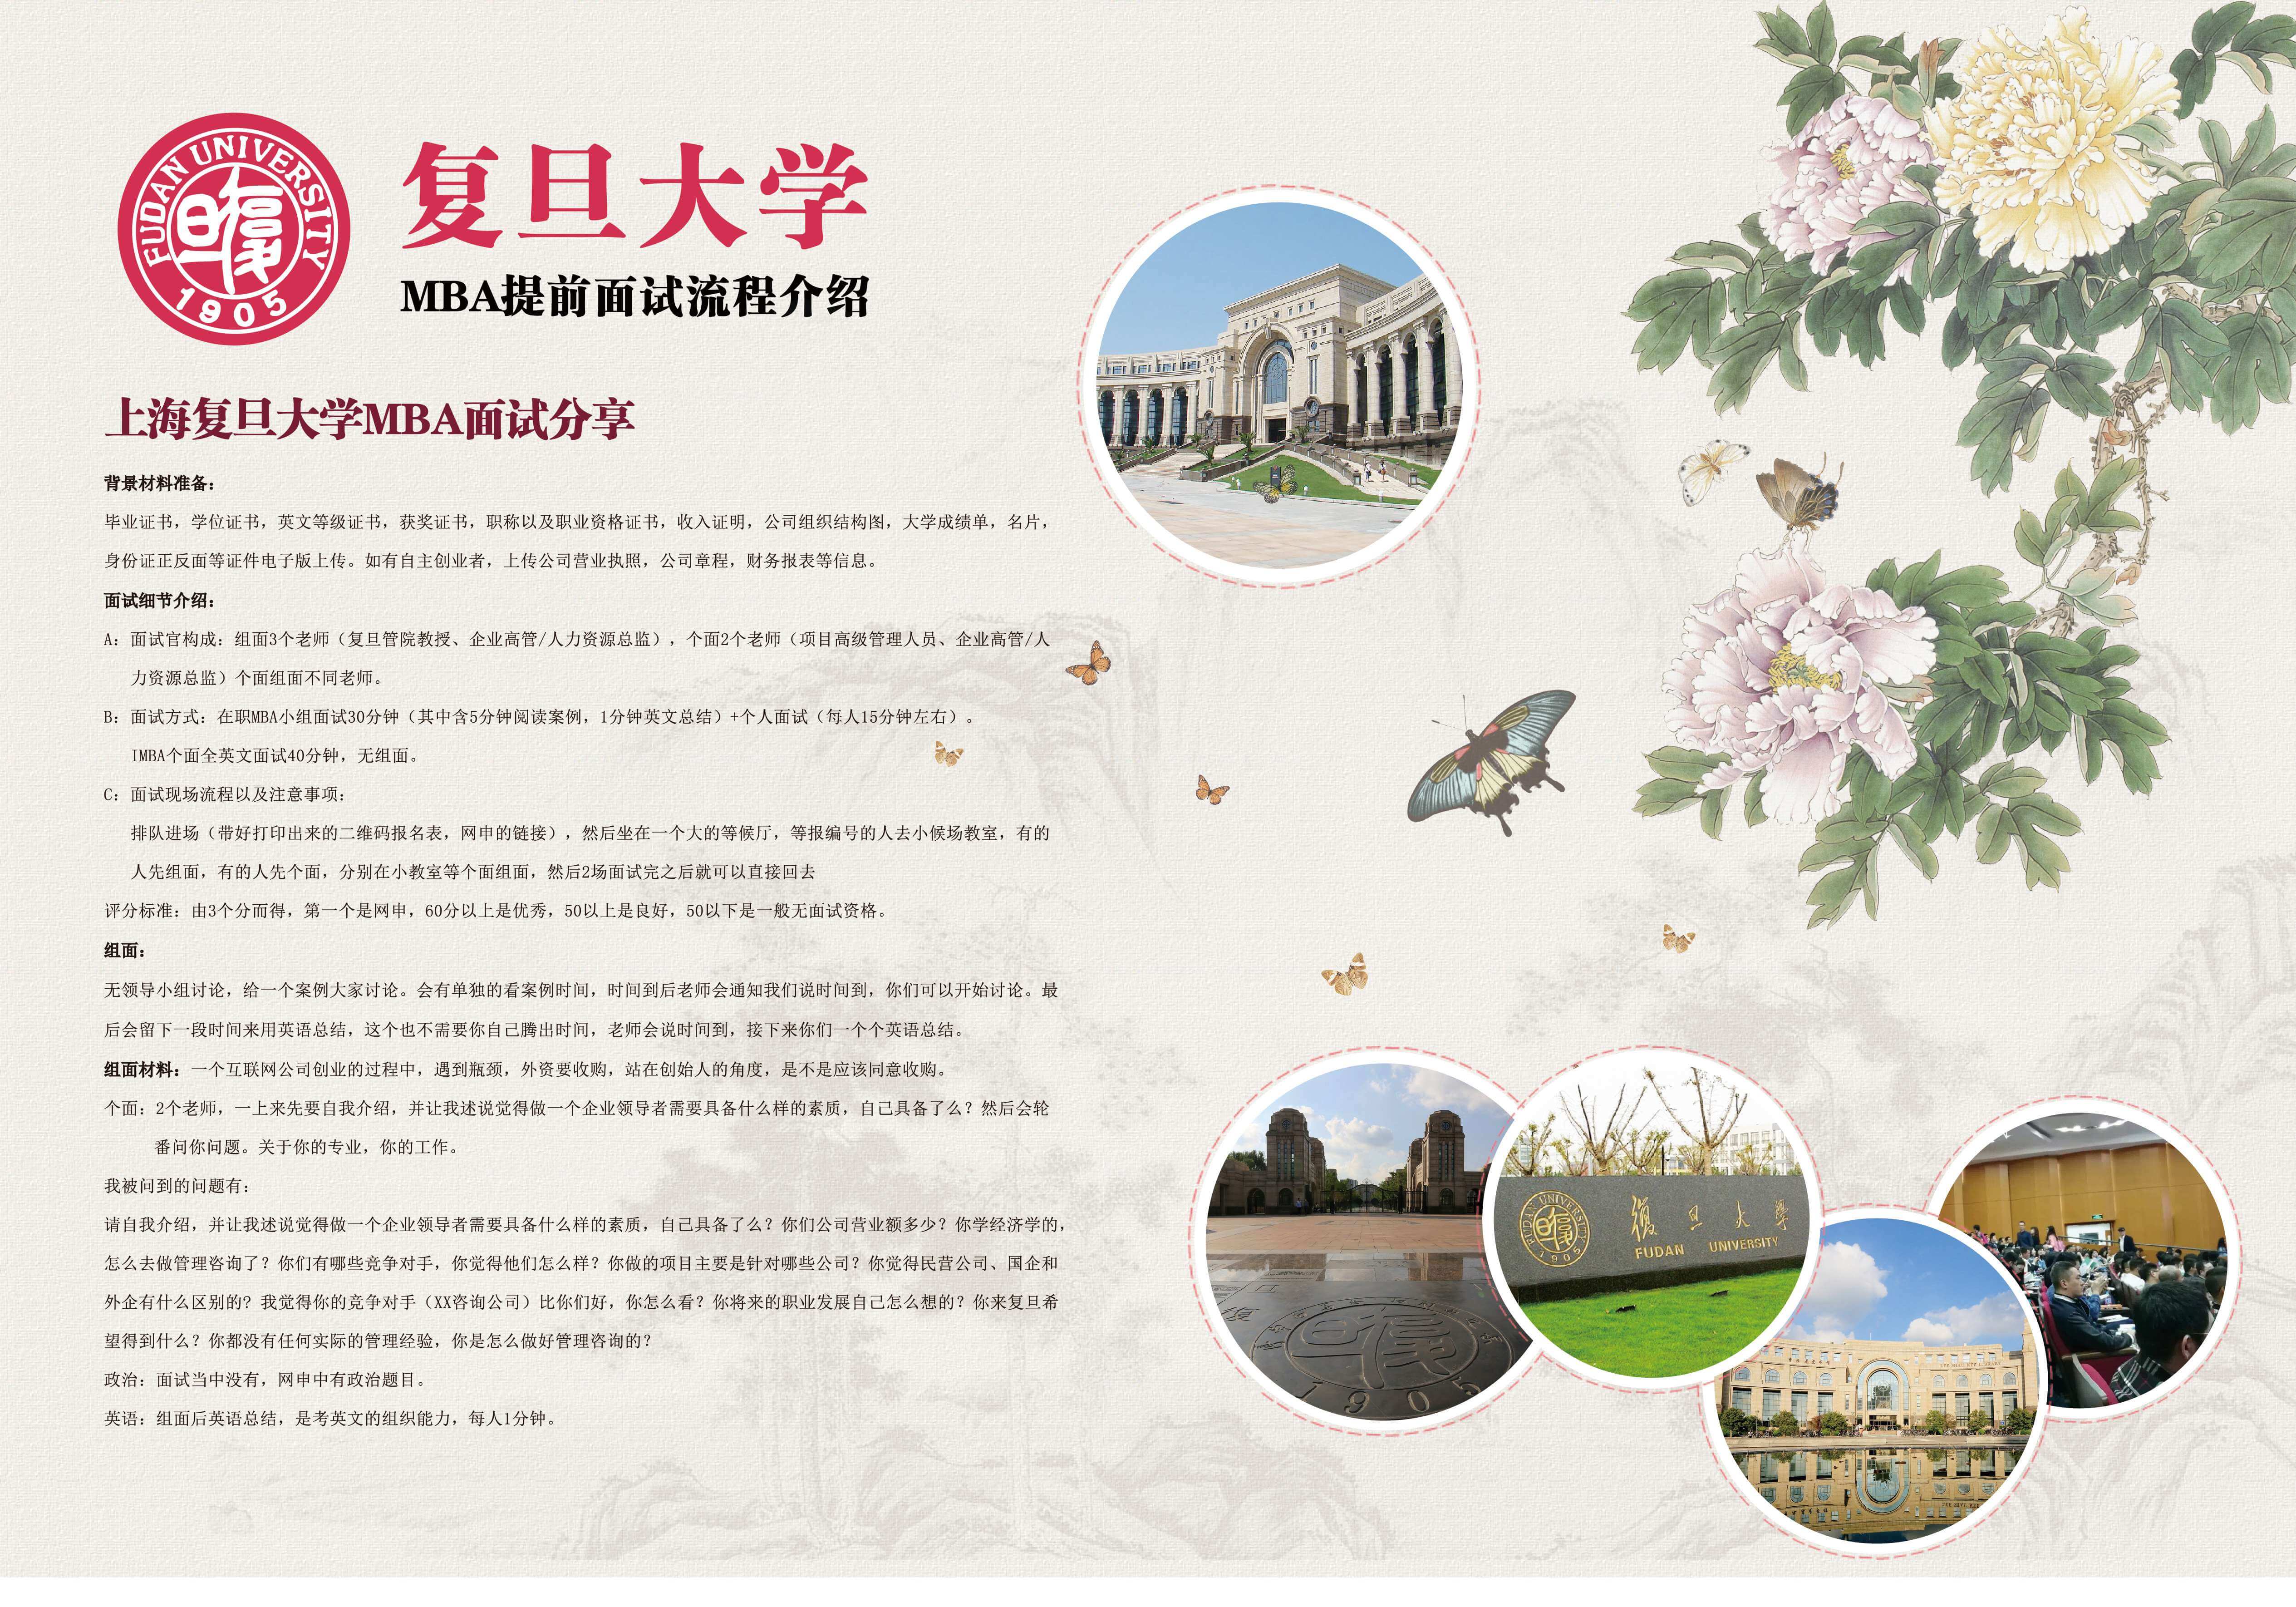 FUDAN UNIVERSITY
1905
复旦大学
MBA提前面试流程介绍
上海复旦大学MBA面试分享
背景材料准备：
毕业证书，学位证书，英文等级证书，获奖证书，职称以及职业资格证书，收入证明，公司组织结构图，大学成绩单，名片，
身份证正反面等证件电子版上传。如有自主创业者，上传公司营业执照，公司章程，财务报表等信息。
面试细节介绍：
A：面试官构成：组面3个老师（复旦管院教授、企业高管/人力资源总监），个面2个老师（项目高级管理人员、企业高管/人
力资源总监）个面组面不同老师。
B：面试方式：在职MBA小组面试30分钟（其中含5分钟阅读案例，1分钟英文总结）+个人面试（每人15分钟左右）。
IMBA个面全英文面试40分钟，无组面。
C：面试现场流程以及注意事项：
排队进场（带好打印出来的二维码报名表，网申的链接），然后坐在一个大的等候厅，等报编号的人去小候场教室，有的
人先组面，有的人先个面，分别在小教室等个面组面，然后2场面试完之后就可以直接回去
评分标准：由3个分而得，第一个是网申，60分以上是优秀，50以上是良好，50以下是一般无面试资格。
组面：
无领导小组讨论，给一个案例大家讨论。会有单独的看案例时间，时间到后老师会通知我们说时间到，你们可以开始讨论。最
后会留下一段时间来用英语总结，这个也不需要你自己腾出时间，老师会说时间到，接下来你们一个个英语总结。
组面材料：一个互联网公司创业的过程中，遇到瓶颈，外资要收购，站在创始人的角度，是不是应该同意收购。
个面：2个老师，一上来先要自我介绍，并让我述说觉得做一个企业领导者需要具备什么样的素质，自己具备了么？然后会轮
番问你问题。关于你的专业，你的工作。
我被问到的问题有：
请自我介绍，并让我述说觉得做一个企业领导者需要具备什么样的素质，自己具备了么？你们公司营业额多少？你学经济学的，
怎么去做管理咨询了？你们有哪些竞争对手，你觉得他们怎么样？你做的项目主要是针对哪些公司？你觉得民营公司、国企和
外企有什么区别的？我觉得你的竞争对手（XX咨询公司）比你们好，你怎么看？你将来的职业发展自己怎么想的？你来复旦希
望得到什么？你都没有任何实际的管理经验，你是怎么做好管理咨询的？
政治：面试当中没有，网申中有政治题目。
英语：组面后英语总结，是考英文的组织能力，每人1分钟。
1905
FUDAN UNIVERSITY
1905
復旦大學
FUDAN UNIVERSITY